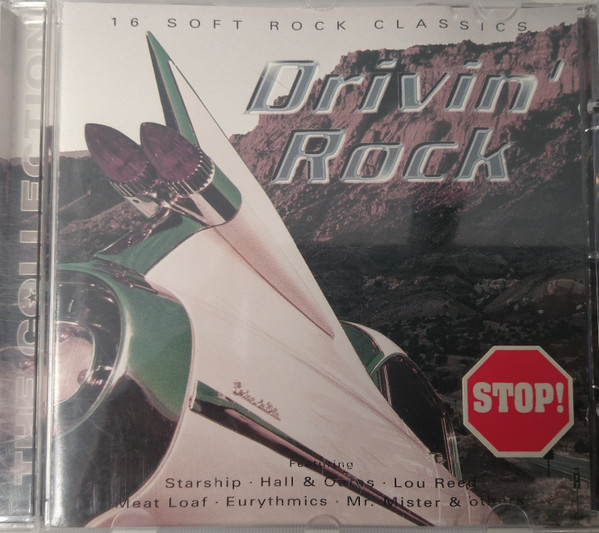 16 SOFT ROCK CLASSICS
Drivin'
Rock
THE COLLECTION
STOP!
Featuring
Starship · Hall & Oates · Lou Reed
Meat Loaf · Eurythmics · Mr. Mister & others